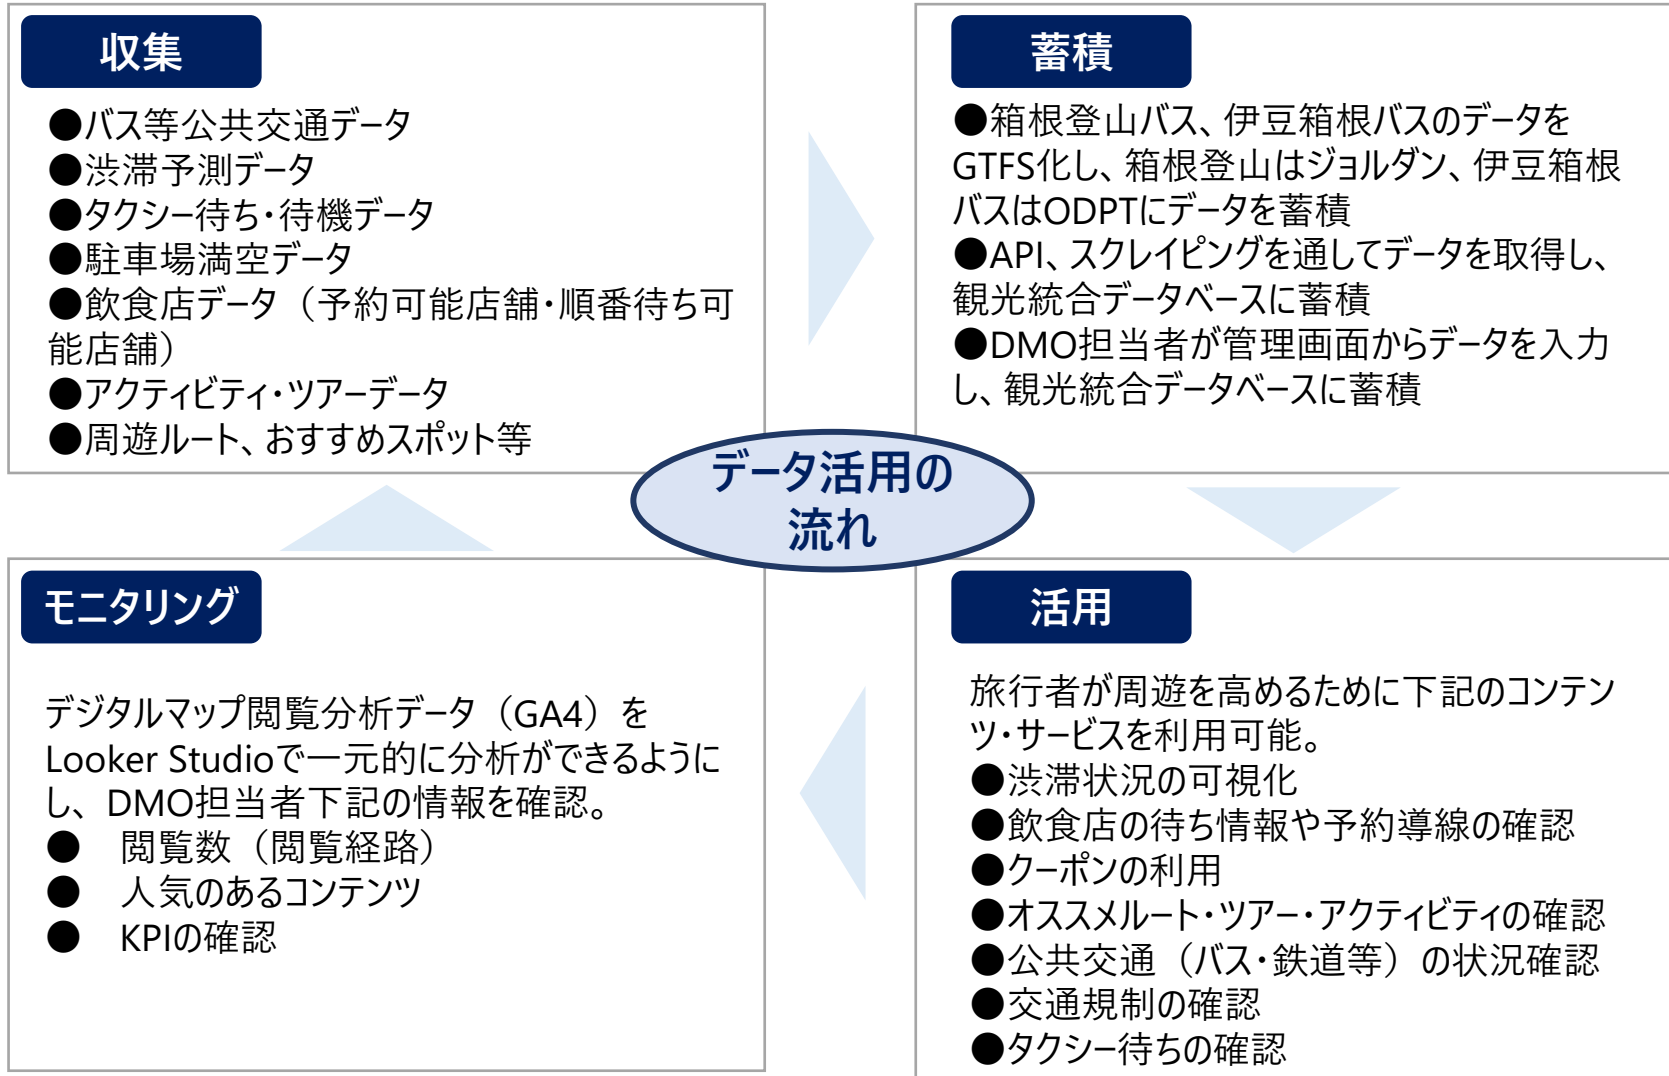 収集
●バス等公共交通データ
●渋滞予測データ
●タクシー待ち・待機データ
●駐車場満空データ
●飲食店データ（予約可能店舗・順番待ち可
能店舗）
●アクティビティ・ツアーデータ
●周遊ルート、おすすめスポット等
蓄積
●箱根登山バス、伊豆箱根バスのデータを
GTFS化し、箱根登山はジョルダン、伊豆箱根
バスはODPTにデータを蓄積
●API、スクレイピングを通してデータを取得し、
観光統合データベースに蓄積
●DMO担当者が管理画面からデータを入力
し、観光統合データベースに蓄積
データ活用の
流れ
モニタリング
デジタルマップ閲覧分析データ（GA4）を
Looker Studioで一元的に分析ができるように
し、DMO担当者下記の情報を確認。
●　閲覧数（閲覧経路）
●　人気のあるコンテンツ
●　KPIの確認
活用
旅行者が周遊を高めるために下記のコンテン
ツ・サービスを利用可能。
●渋滞状況の可視化
●飲食店の待ち情報や予約導線の確認
●クーポンの利用
●オススメルート・ツアー・アクティビティの確認
●公共交通（バス・鉄道等）の状況確認
●交通規制の確認
●タクシー待ちの確認